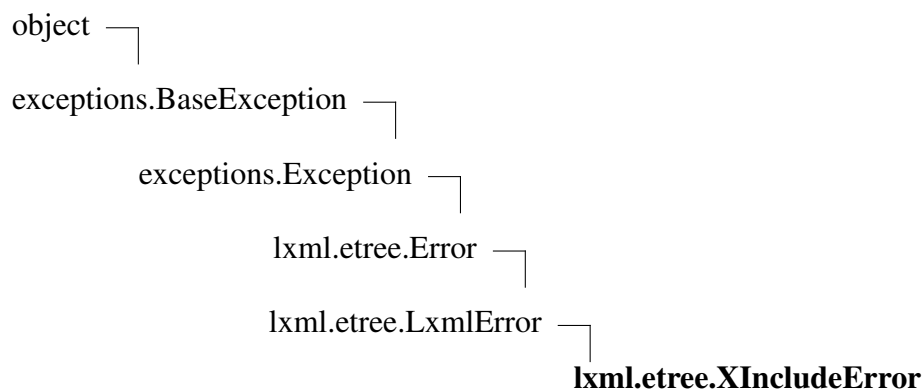 object
exceptions.BaseException
exceptions.Exception
lxml.etree.Error
lxml.etree.LxmlError
lxml.etree.XIncludeError